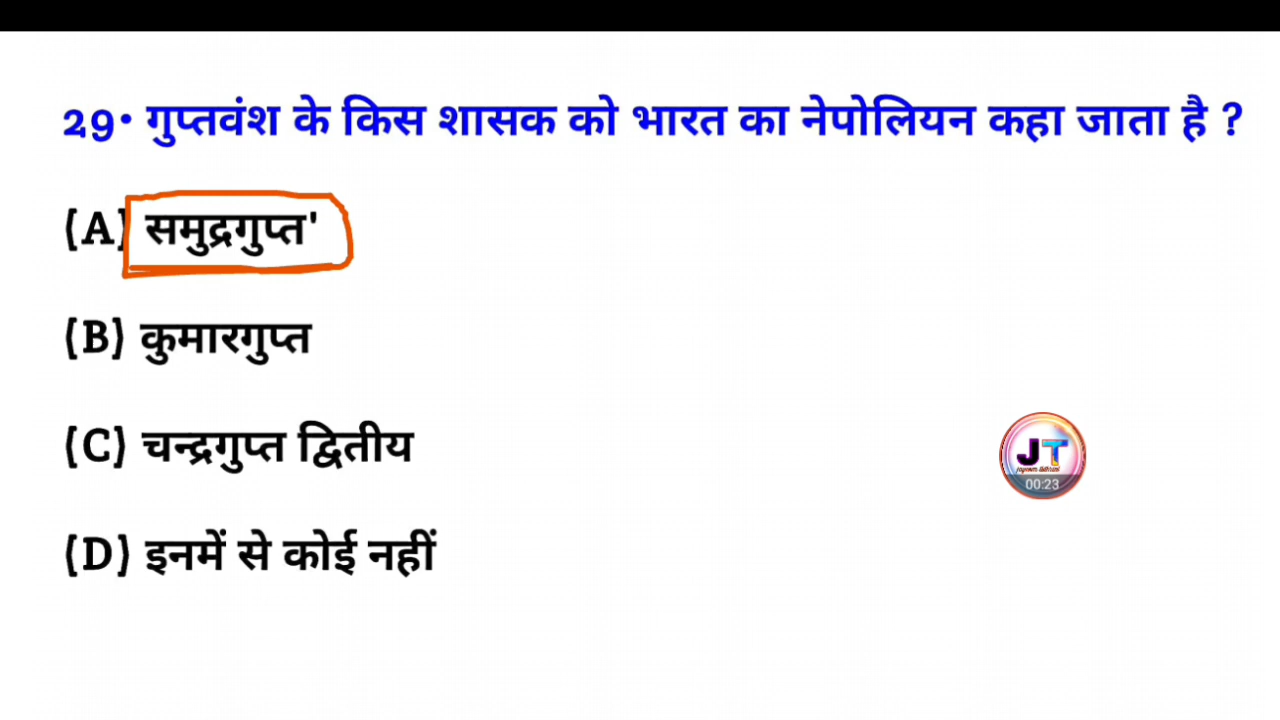 29• गुप्तवंश के किस शासक को भारत का नेपोलियन कहा जाता है ?
(A) समुद्रगुप्त'
(B) कुमारगुप्त
(C) चन्द्रगुप्त द्वितीय
(D) इनमें से कोई नहीं
JT
00:23